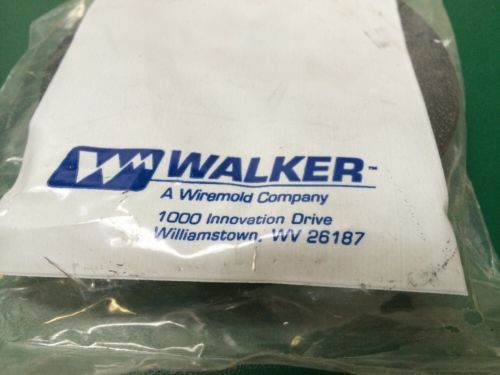 WALKER™
A Wiremold Company
1000 Innovation Drive
Williamstown, WV 26187